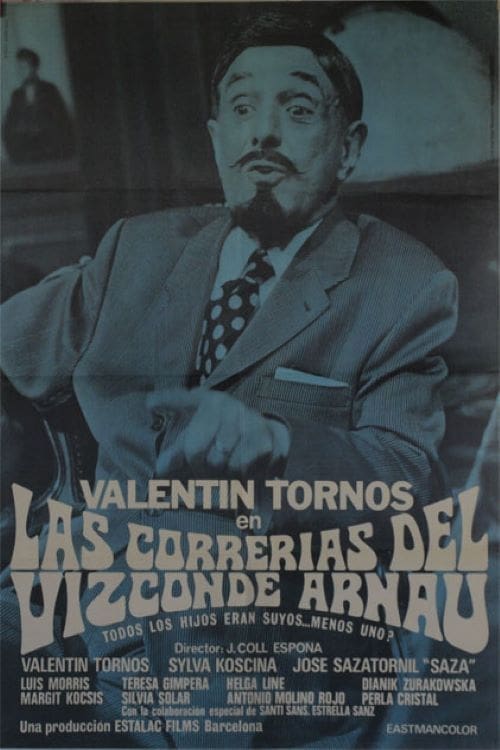 VALENTIN TORNOS
en
LAS CORRERIAS DEL
VIZCONDE ARNAU
TODOS LOS HIJOS ERAN SUYOS...MENOS UNO?
Director: J. COLL ESPONA
VALENTIN TORNOS SYLVA KOSCINA JOSE SAZATORNIL "SAZA"
LUIS MORRIS TERESA GIMPERA HELGA LINE DIANIK ZURAKOWSKA
MARGIT KOCSIS SILVIA SOLAR ANTONIO MOLINO ROJO PERLA CRISTAL
Con la colaboración especial de SANTI SANS. ESTRELLA SANZ
Una producción ESTALAC FILMS Barcelona
EASTMANCOLOR